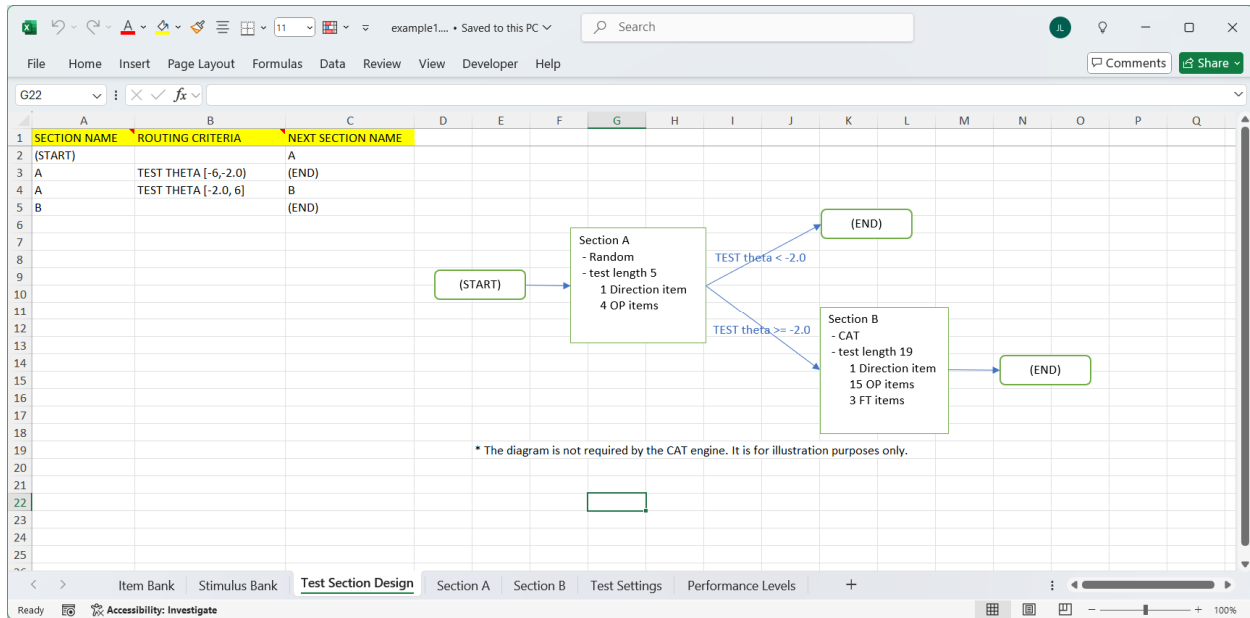 example1.... • Saved to this PC
Search
JL
11
File Home Insert Page Layout Formulas Data Review View Developer Help
Comments Share
G22 fx
A B C D E F G H I J K L M N O P Q
1 SECTION NAME ROUTING CRITERIA NEXT SECTION NAME
2 (START) A
3 A TEST THETA [-6,-2.0) (END)
4 A TEST THETA [-2.0, 6] B
5 B (END)
6
7
8
9
10
11
12
13
14
15
16
17
18
19
20
21
22
23
24
25
(START)
Section A
- Random
- test length 5
1 Direction item
4 OP items
TEST theta < -2.0
(END)
TEST theta >= -2.0
Section B
- CAT
- test length 19
1 Direction item
15 OP items
3 FT items
(END)
* The diagram is not required by the CAT engine. It is for illustration purposes only.
Item Bank Stimulus Bank Test Section Design Section A Section B Test Settings Performance Levels +
Ready Accessibility: Investigate 100%